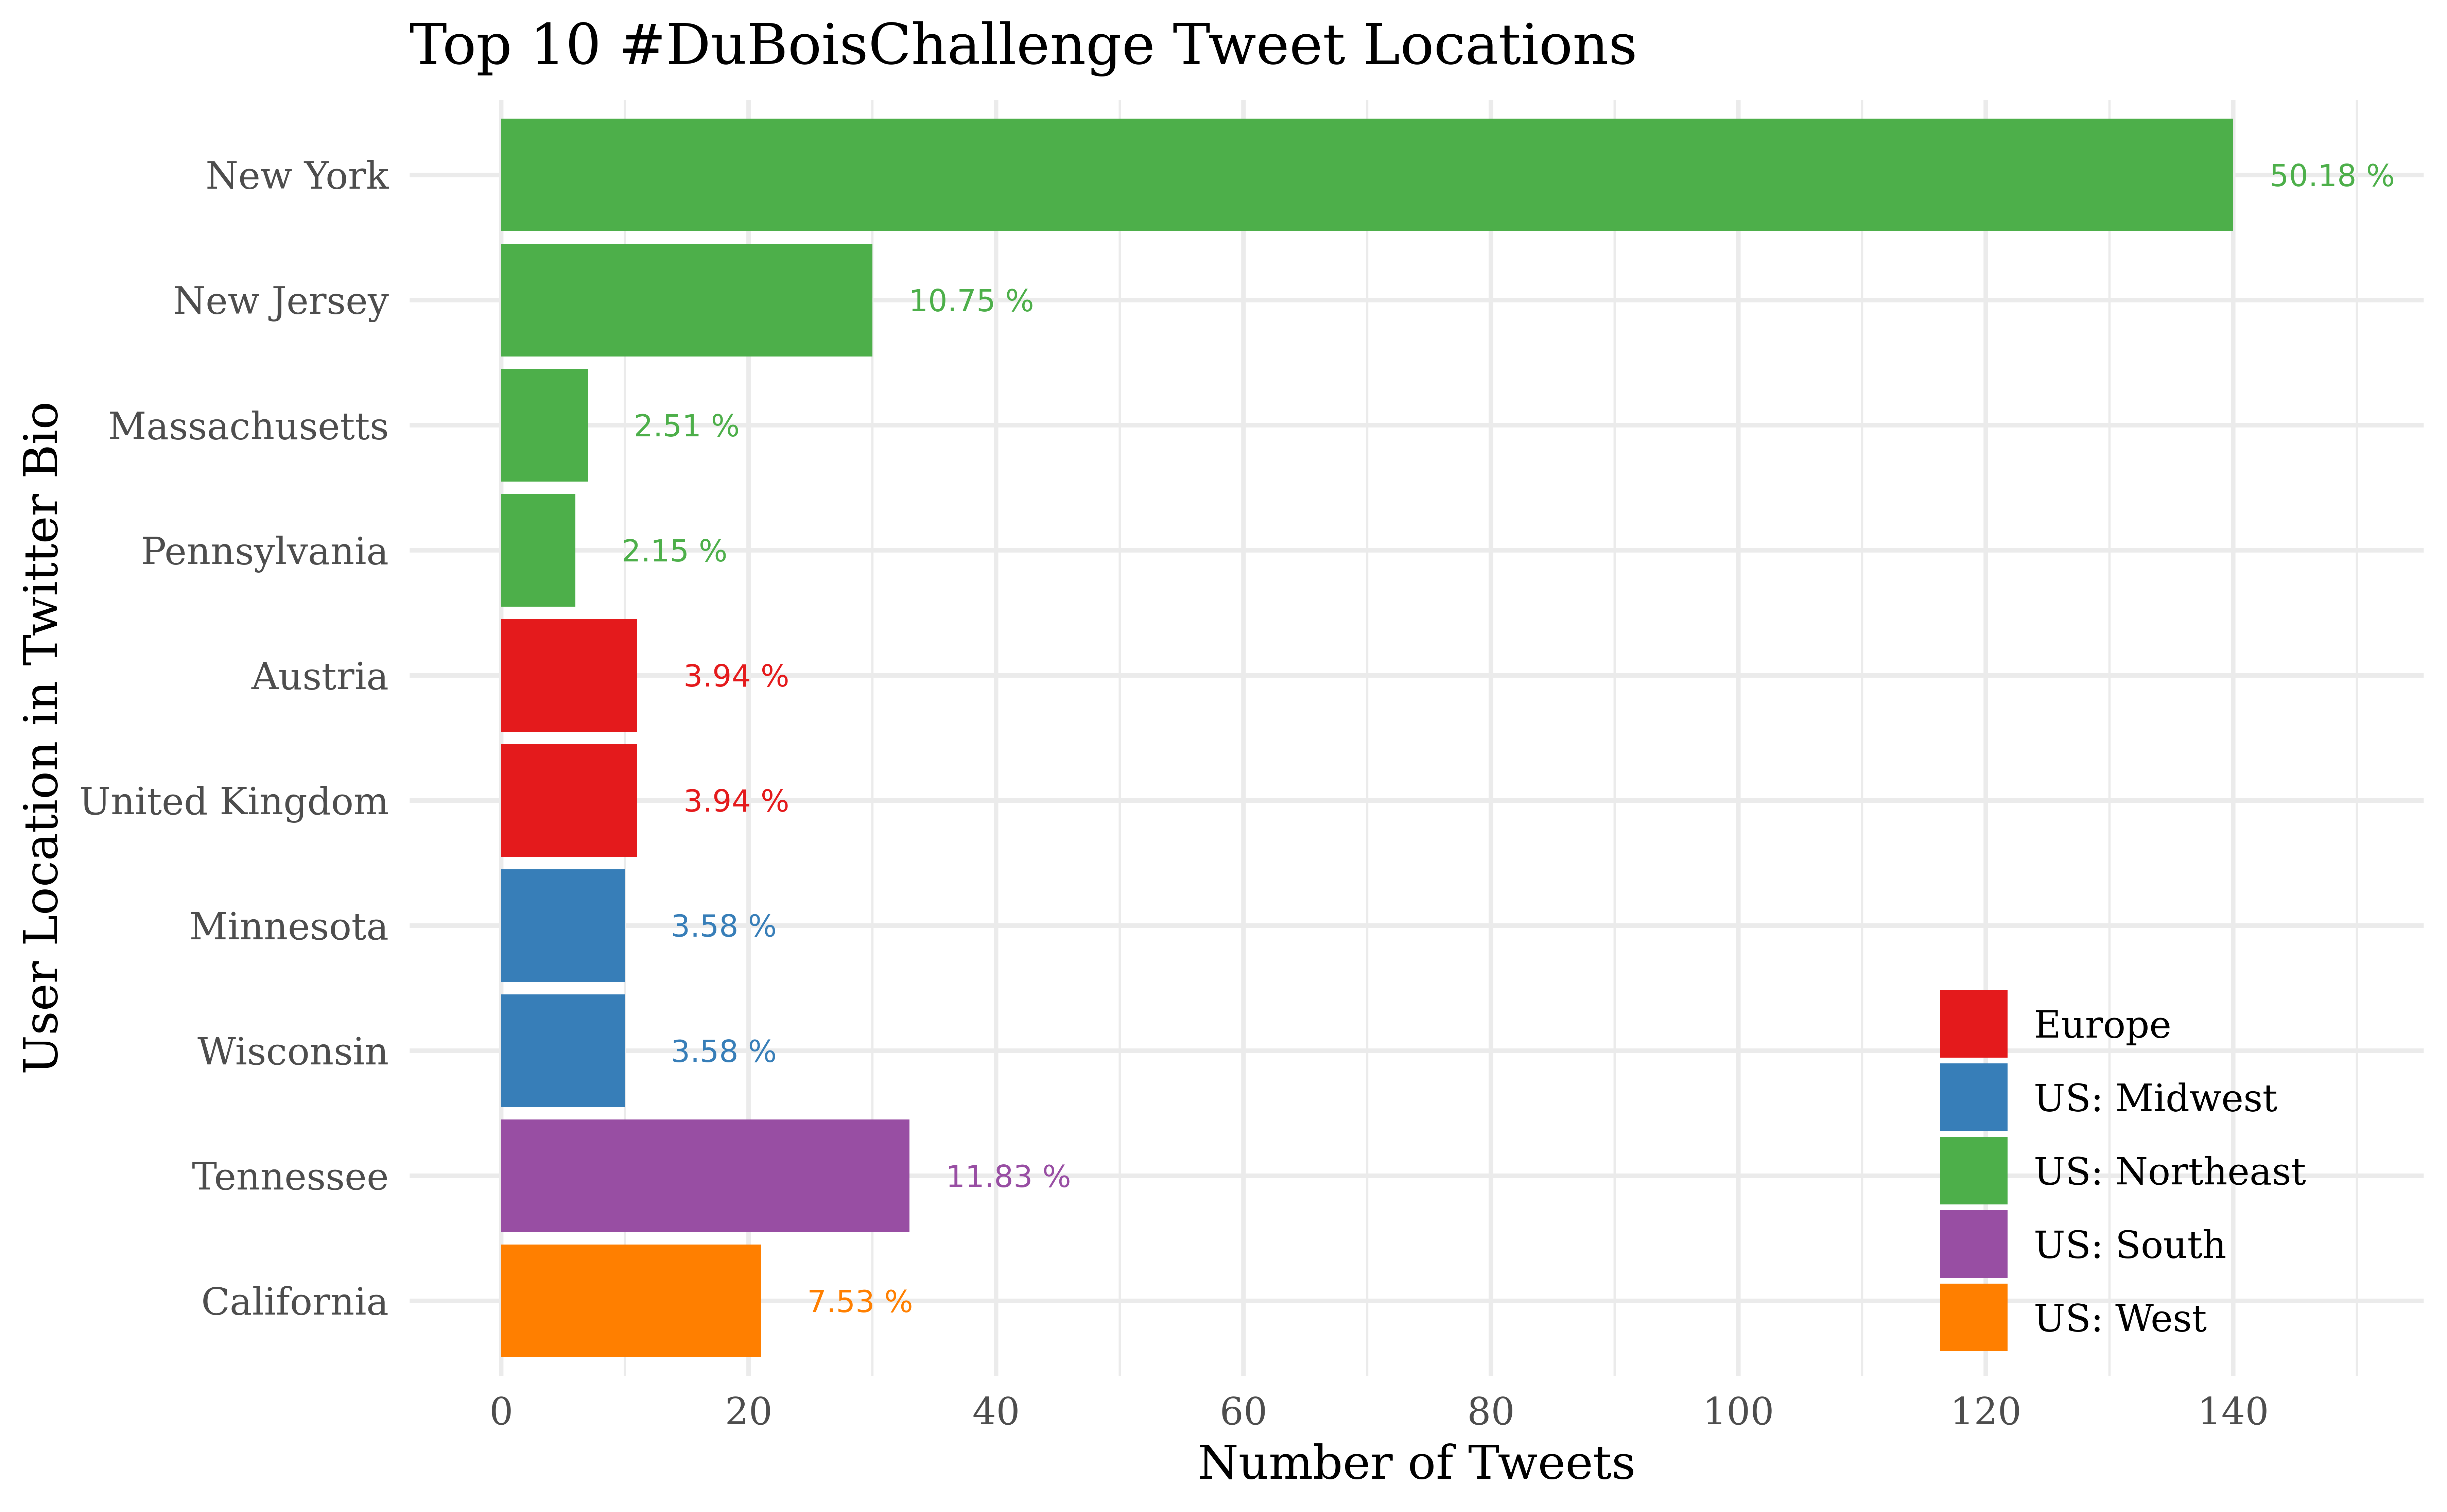 Top 10 #DuBoisChallenge Tweet Locations
User Location in Twitter Bio
New York
50.18 %
New Jersey
10.75 %
Massachusetts
2.51 %
Pennsylvania
2.15 %
Austria
3.94 %
United Kingdom
3.94 %
Minnesota
3.58 %
Wisconsin
3.58 %
Tennessee
11.83 %
California
7.53 %
Europe
US: Midwest
US: Northeast
US: South
US: West
0 20 40 60 80 100 120 140
Number of Tweets